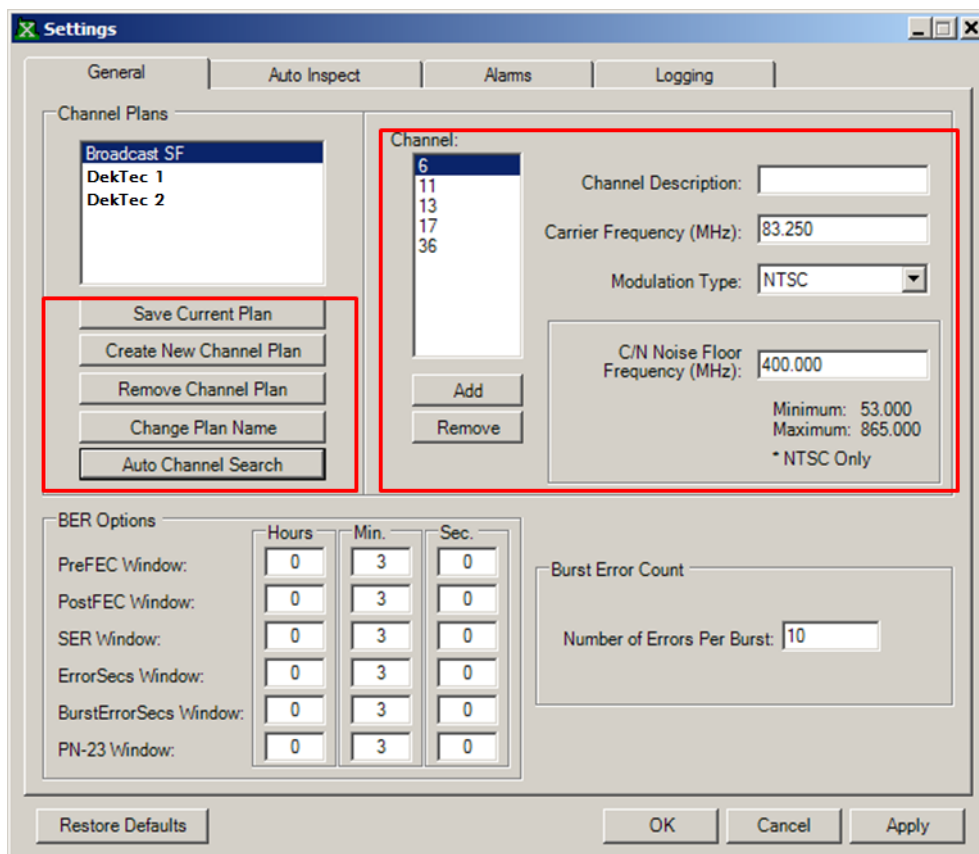 Settings
General
Auto Inspect
Alarms
Logging
Channel Plans
Broadcast SF
DekTec 1
DekTec 2
Save Current Plan
Create New Channel Plan
Remove Channel Plan
Change Plan Name
Auto Channel Search
Channel:
6
11
13
17
36
Add
Remove
Channel Description:
Carrier Frequency (MHz): 83.250
Modulation Type: NTSC
C/N Noise Floor
Frequency (MHz): 400.000
Minimum: 53.000
Maximum: 865.000
* NTSC Only
BER Options
Hours Min. Sec.
PreFEC Window: 0 3 0
PostFEC Window: 0 3 0
SER Window: 0 3 0
ErrorSecs Window: 0 3 0
BurstErrorSecs Window: 0 3 0
PN-23 Window: 0 3 0
Burst Error Count
Number of Errors Per Burst: 10
Restore Defaults
OK
Cancel
Apply